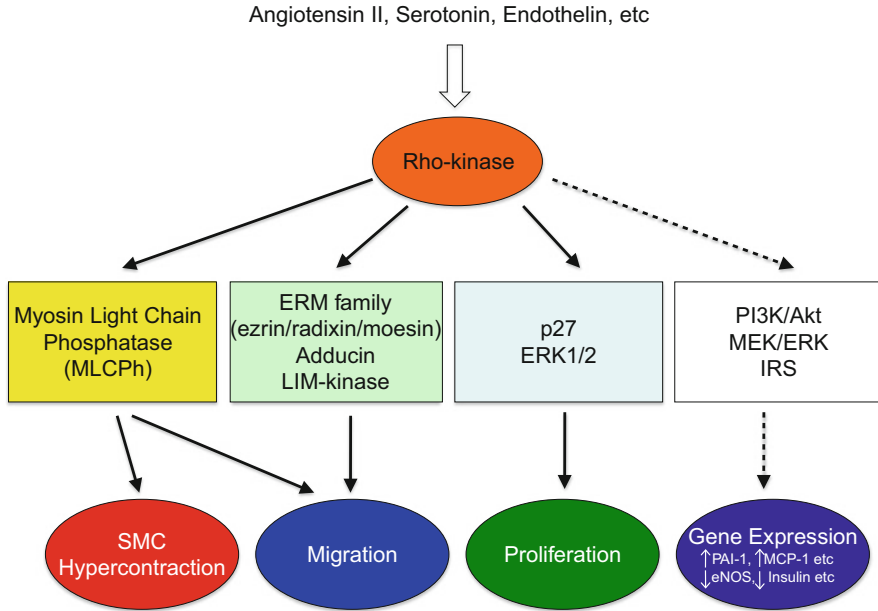 Angiotensin II, Serotonin, Endothelin, etc
Rho-kinase
Myosin Light Chain
Phosphatase
(MLCPh)
ERM family
(ezrin/radixin/moesin)
Adducin
LIM-kinase
p27
ERK1/2
PI3K/Akt
MEK/ERK
IRS
SMC
Hypercontraction
Migration
Proliferation
Gene Expression
↑PAI-1, ↑MCP-1 etc
↓eNOS,↓ Insulin etc